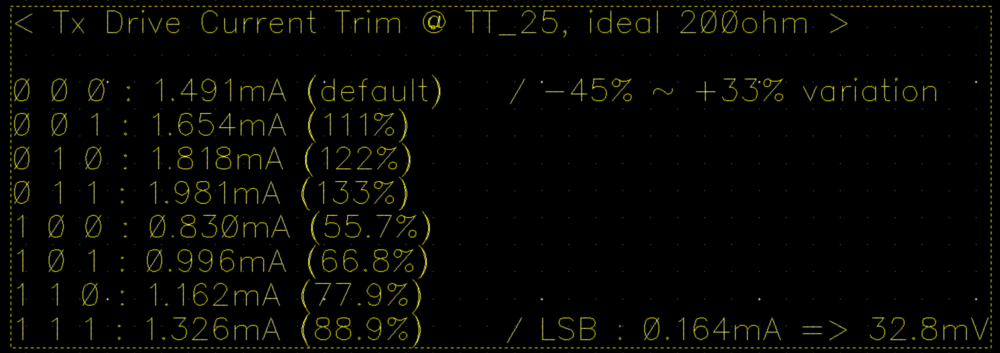 < Tx Drive Current Trim @ TT_25, ideal 200ohm >
0 0 0 : 1.491mA (default) / -45% ~ +33% variation
0 0 1 : 1.654mA (111%)
0 1 0 : 1.818mA (122%)
0 1 1 : 1.981mA (133%)
1 0 0 : 0.830mA (55.7%)
1 0 1 : 0.996mA (66.8%)
1 1 0 : 1.162mA (77.9%)
1 1 1 : 1.326mA (88.9%) / LSB : 0.164mA => 32.8mV